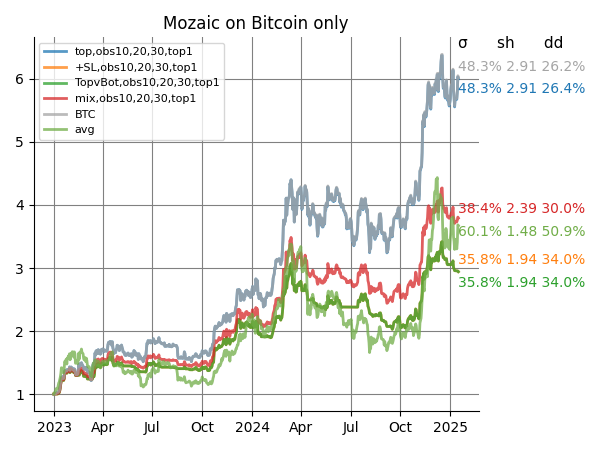 Mozaic on Bitcoin only
σ sh dd
top,obs10,20,30,top1
+SL,obs10,20,30,top1
TopvBot,obs10,20,30,top1
mix,obs10,20,30,top1
BTC
avg
48.3% 2.91 26.2%
48.3% 2.91 26.4%
38.4% 2.39 30.0%
60.1% 1.48 50.9%
35.8% 1.94 34.0%
35.8% 1.94 34.0%
6
5
4
3
2
1
2023 Apr Jul Oct 2024 Apr Jul Oct 2025